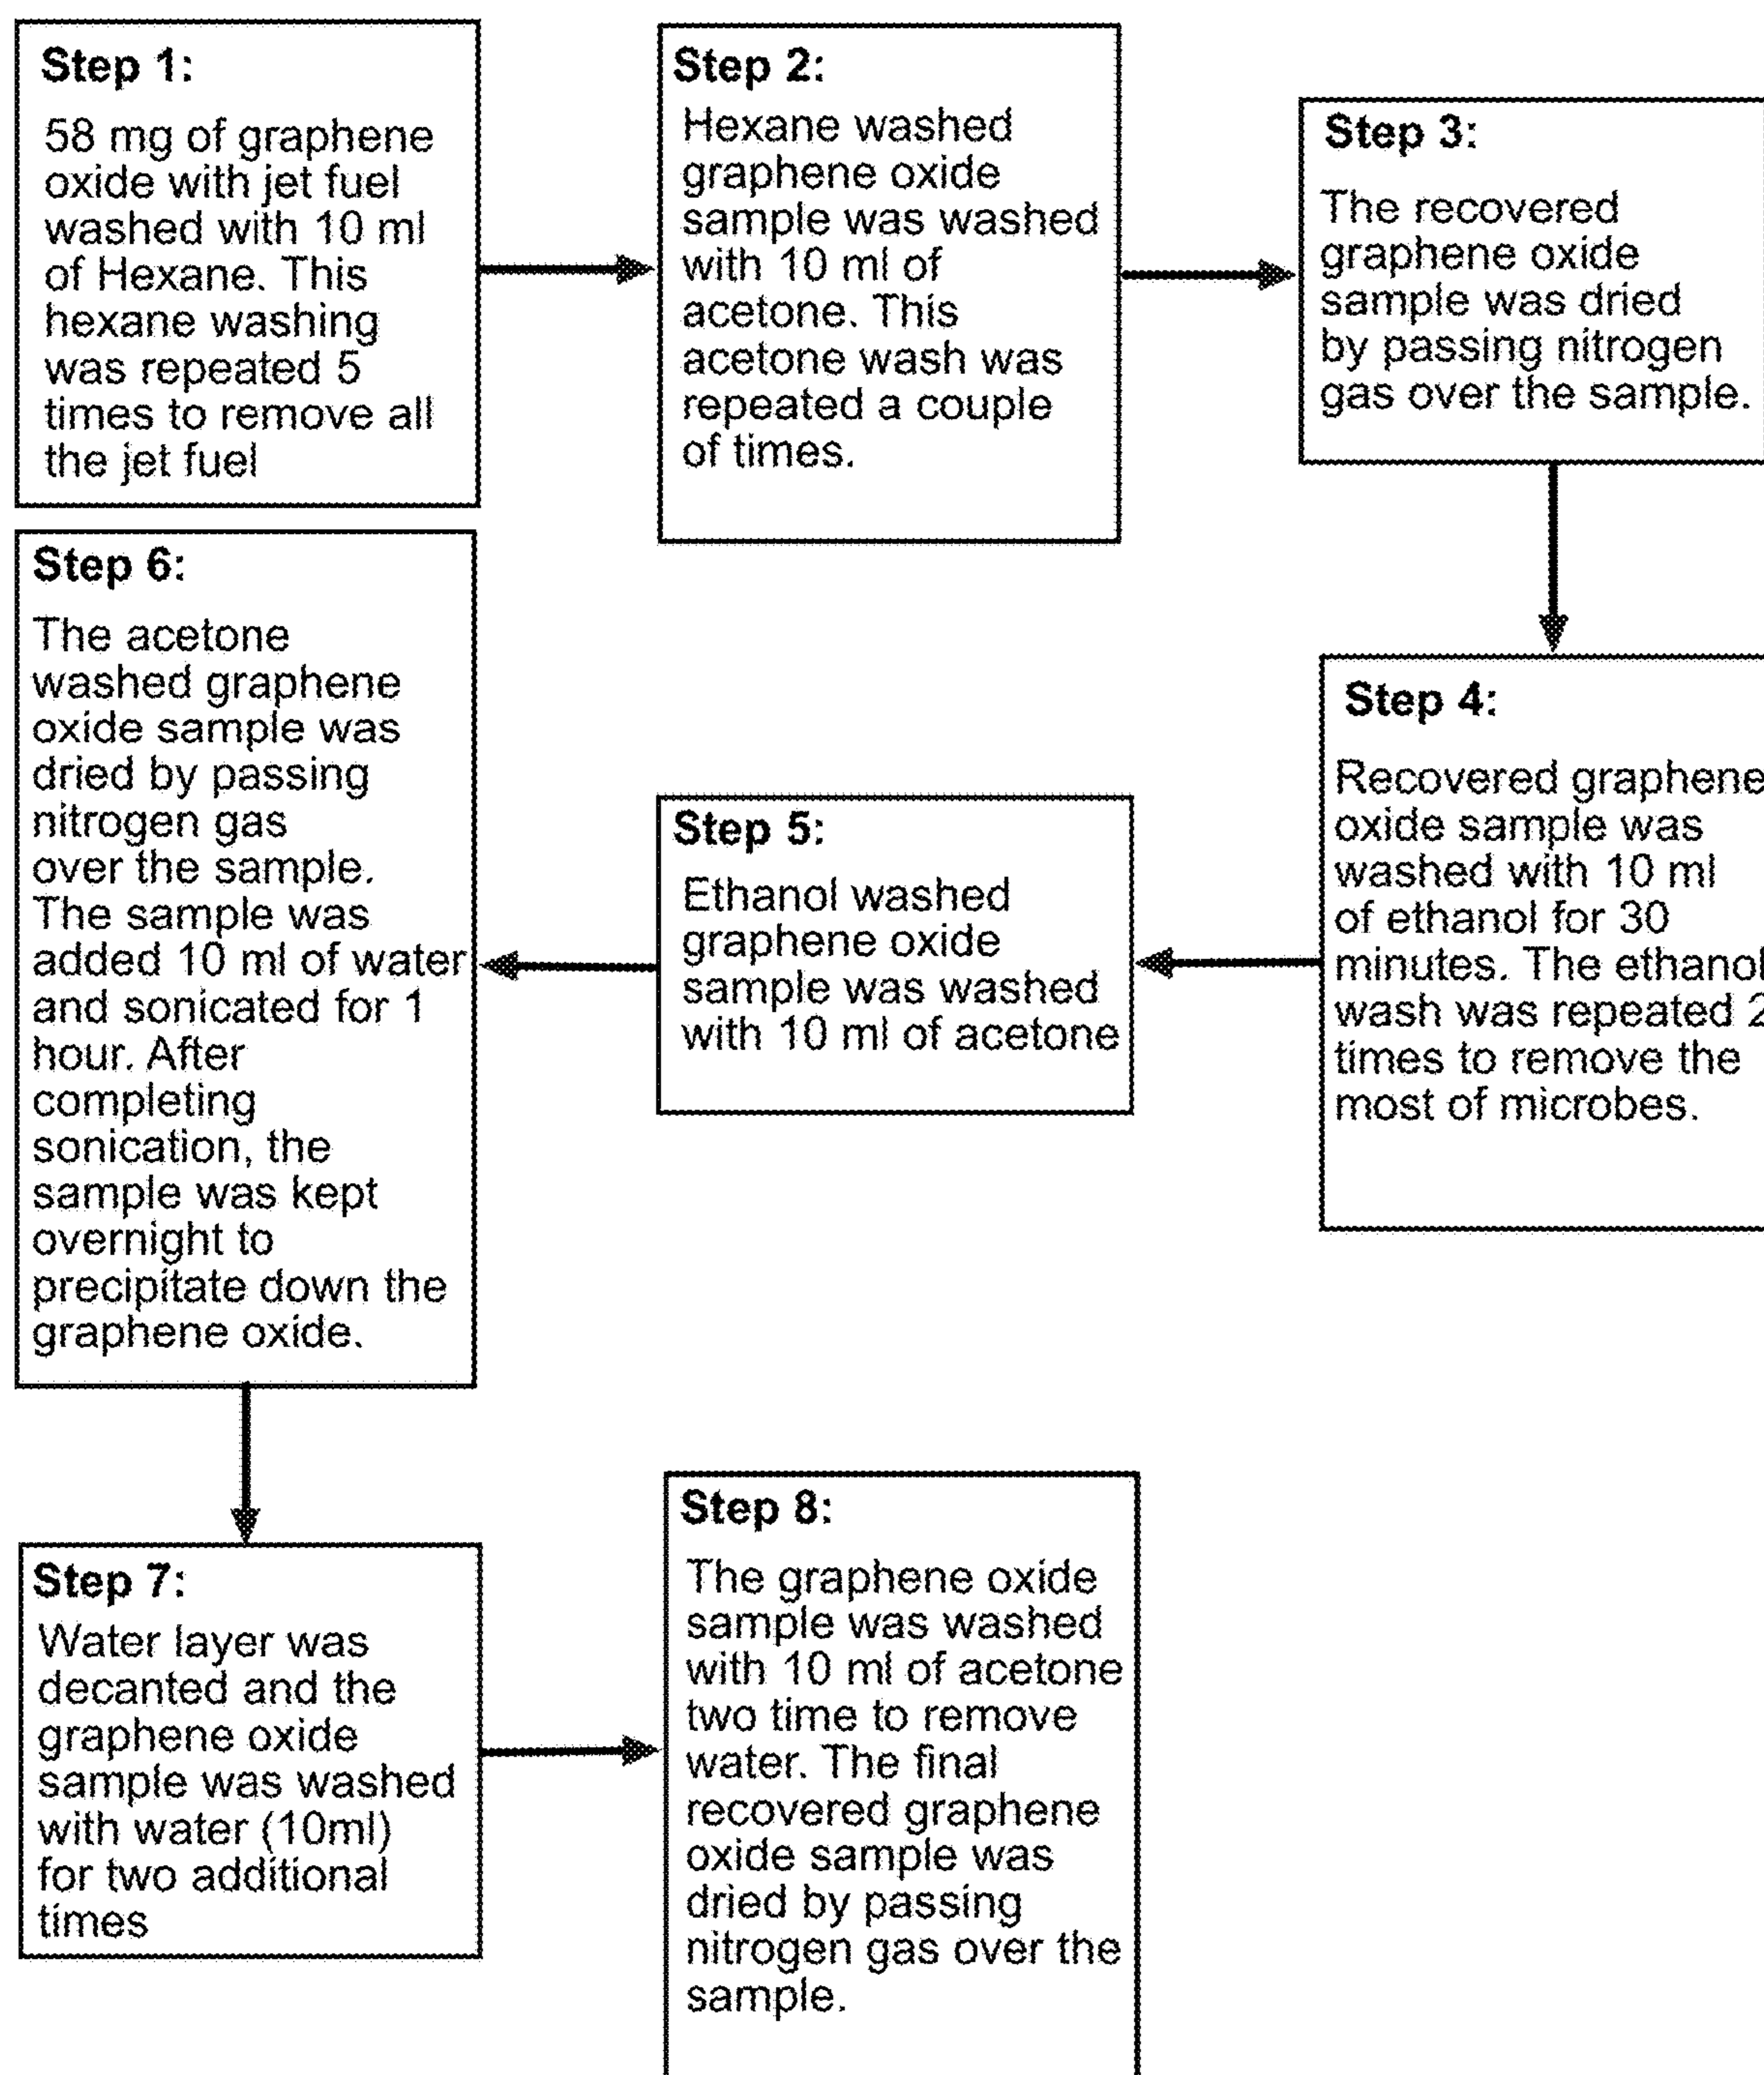 Step 1:
58 mg of graphene
oxide with jet fuel
washed with 10 ml
of Hexane. This
hexane washing
was repeated 5
times to remove all
the jet fuel
Step 2:
Hexane washed
graphene oxide
sample was washed
with 10 ml of
acetone. This
acetone wash was
repeated a couple
of times.
Step 3:
The recovered
graphene oxide
sample was dried
by passing nitrogen
gas over the sample.
Step 4:
Recovered graphene
oxide sample was
washed with 10 ml
of ethanol for 30
minutes. The ethanol
wash was repeated 2
times to remove the
most of microbes.
Step 5:
Ethanol washed
graphene oxide
sample was washed
with 10 ml of acetone
Step 6:
The acetone
washed graphene
oxide sample was
dried by passing
nitrogen gas
over the sample.
The sample was
added 10 ml of water
and sonicated for 1
hour. After
completing
sonication, the
sample was kept
overnight to
precipitate down the
graphene oxide.
Step 7:
Water layer was
decanted and the
graphene oxide
sample was washed
with water (10ml)
for two additional
times
Step 8:
The graphene oxide
sample was washed
with 10 ml of acetone
two time to remove
water. The final
recovered graphene
oxide sample was
dried by passing
nitrogen gas over the
sample.